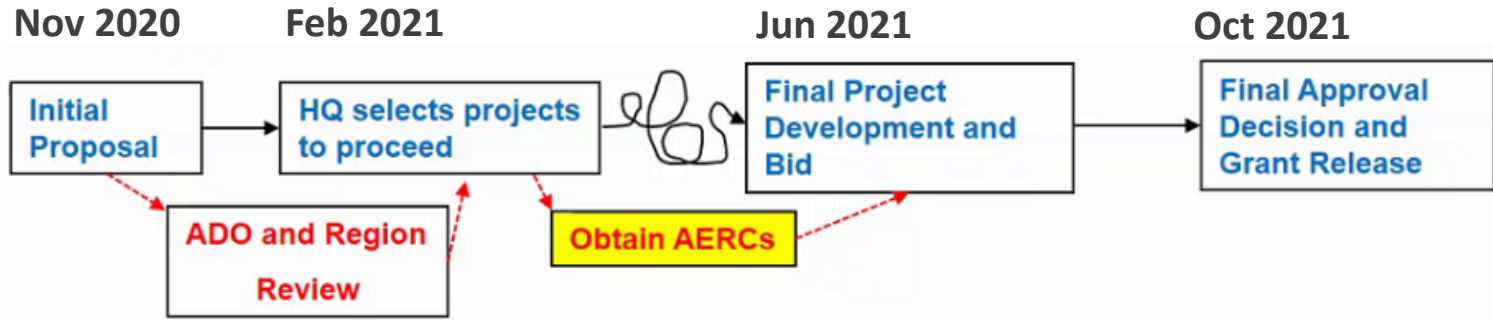 Nov 2020
Feb 2021
Jun 2021
Oct 2021
Initial
Proposal
HQ selects projects
to proceed
Final Project
Development and
Bid
Final Approval
Decision and
Grant Release
ADO and Region
Review
Obtain AERCs